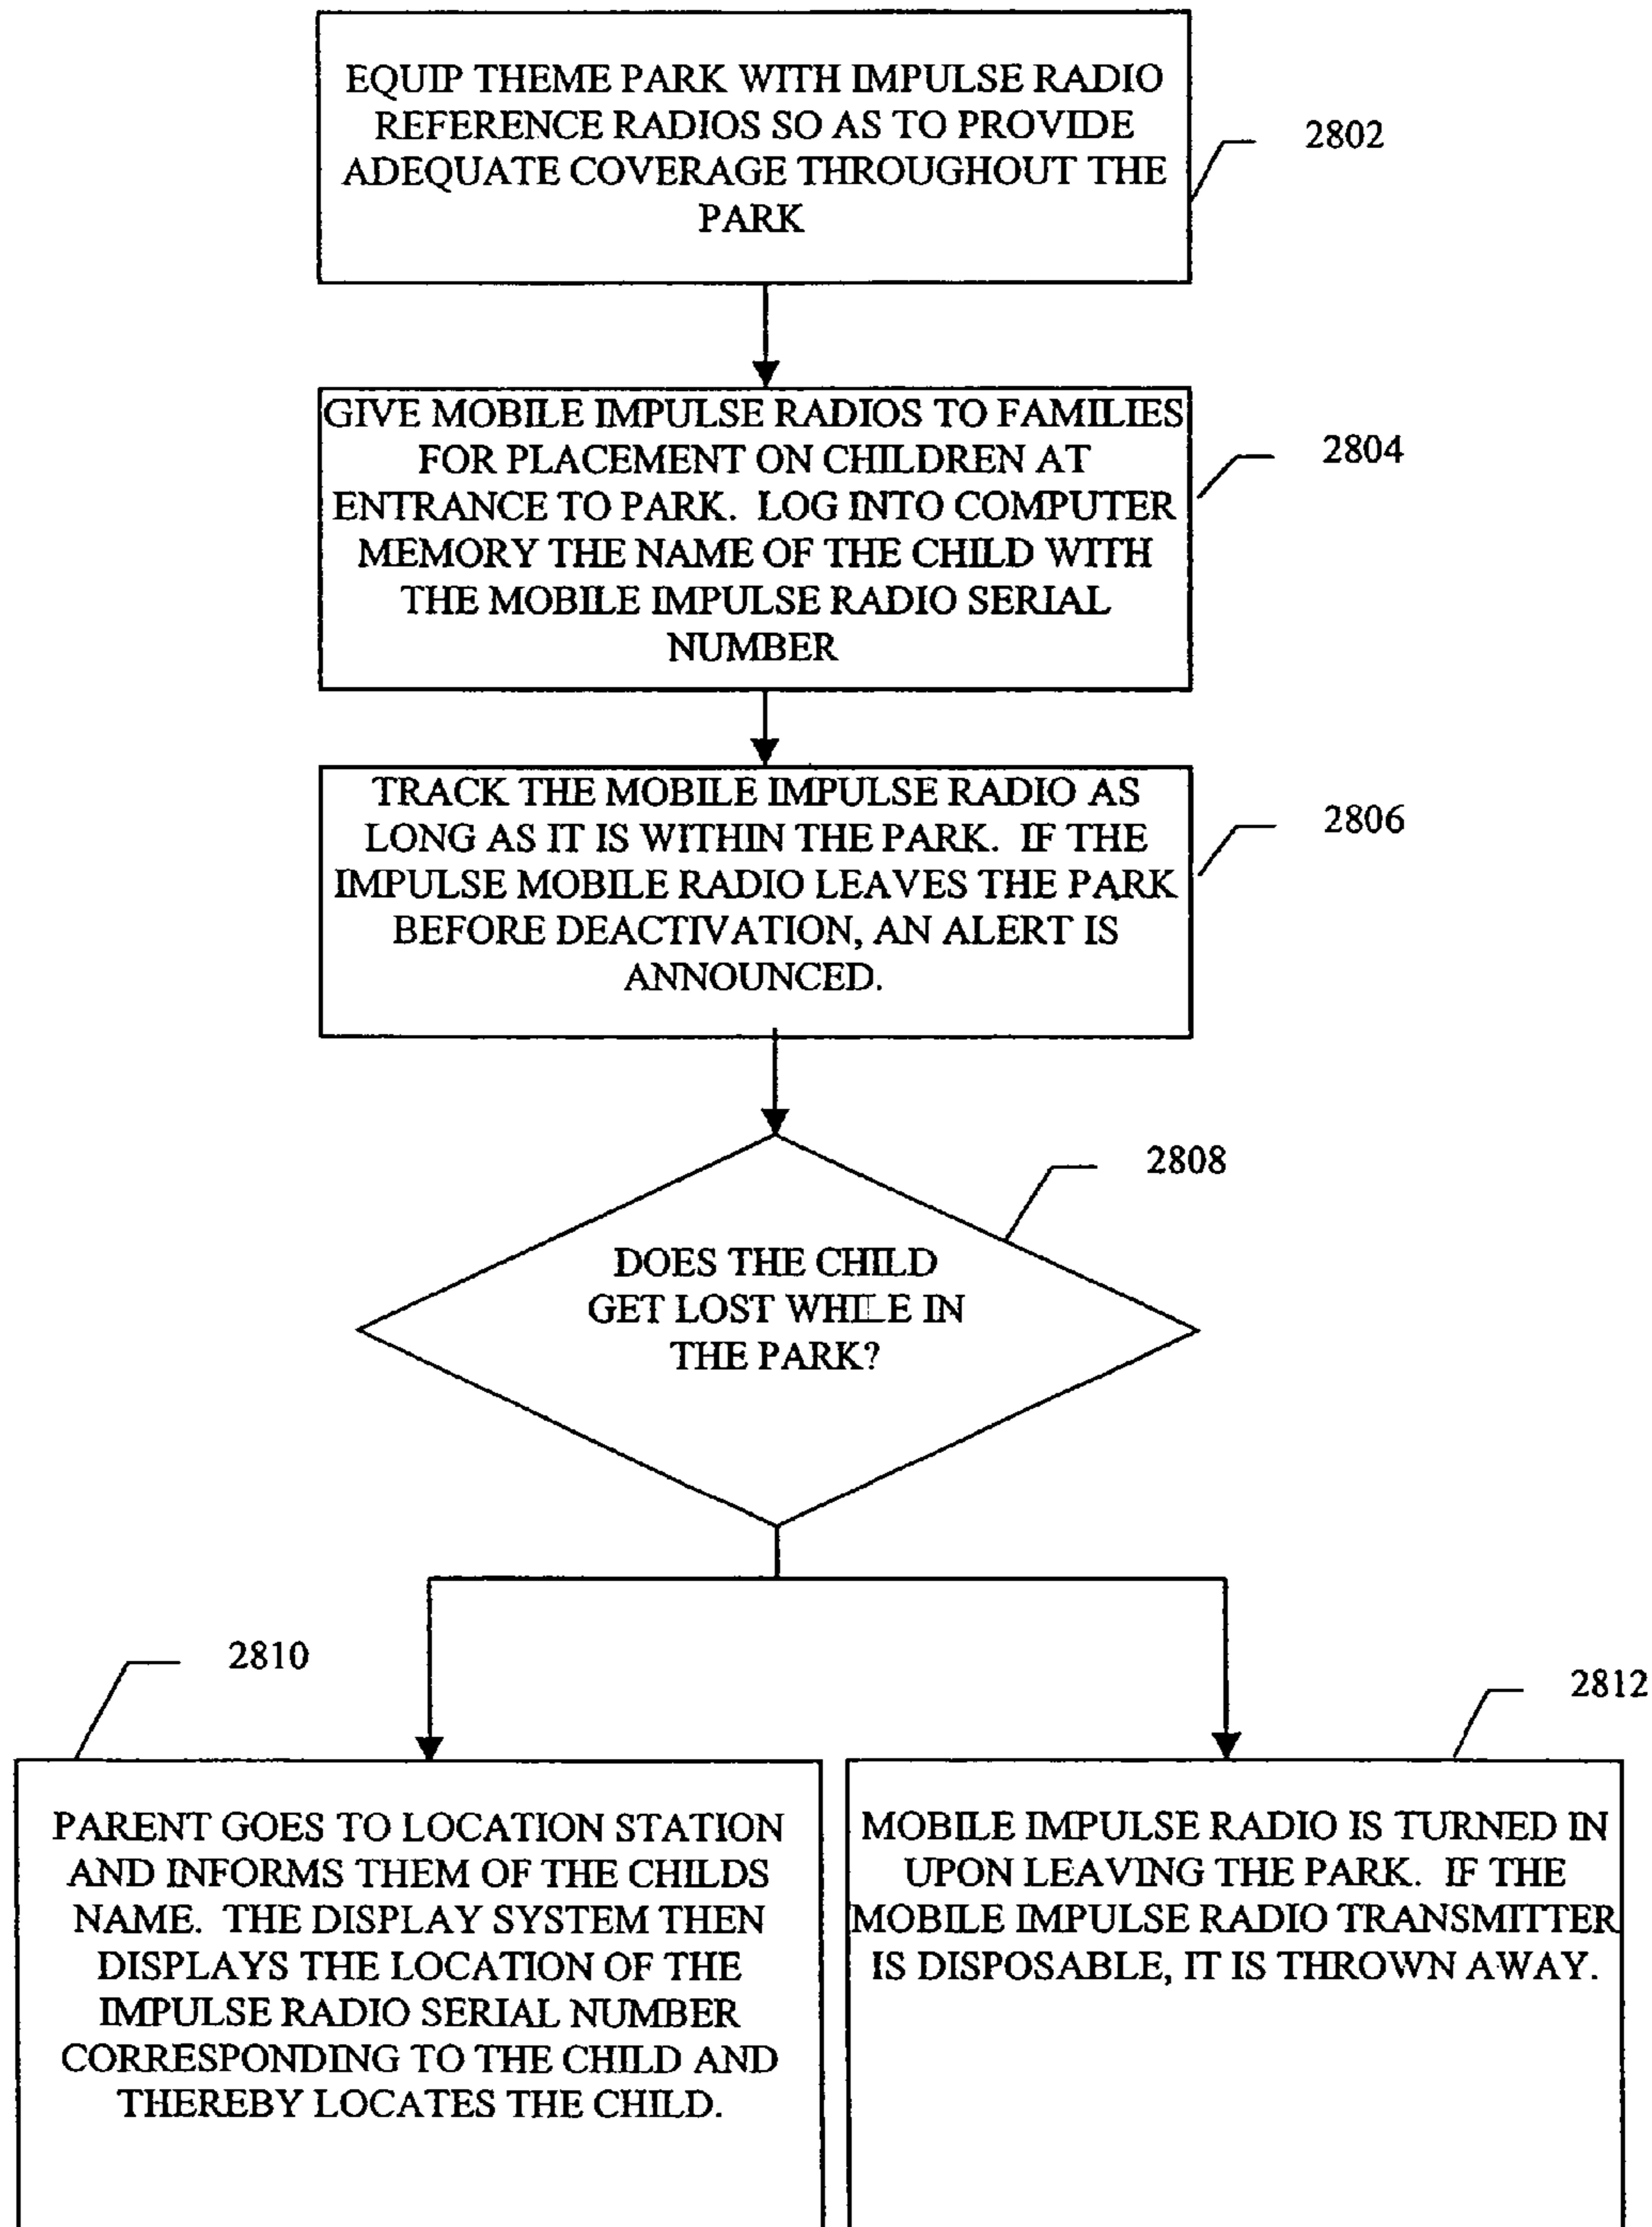 EQUIP THEME PARK WITH IMPULSE RADIO
REFERENCE RADIOS SO AS TO PROVIDE
ADEQUATE COVERAGE THROUGHOUT THE
PARK
2802
GIVE MOBILE IMPULSE RADIOS TO FAMILIES
FOR PLACEMENT ON CHILDREN AT
ENTRANCE TO PARK. LOG INTO COMPUTER
MEMORY THE NAME OF THE CHILD WITH
THE MOBILE IMPULSE RADIO SERIAL
NUMBER
2804
TRACK THE MOBILE IMPULSE RADIO AS
LONG AS IT IS WITHIN THE PARK. IF THE
IMPULSE MOBILE RADIO LEAVES THE PARK
BEFORE DEACTIVATION, AN ALERT IS
ANNOUNCED.
2806
DOES THE CHILD
GET LOST WHILE IN
THE PARK?
2808
2810
PARENT GOES TO LOCATION STATION
AND INFORMS THEM OF THE CHILDS
NAME. THE DISPLAY SYSTEM THEN
DISPLAYS THE LOCATION OF THE
IMPULSE RADIO SERIAL NUMBER
CORRESPONDING TO THE CHILD AND
THEREBY LOCATES THE CHILD.
2812
MOBILE IMPULSE RADIO IS TURNED IN
UPON LEAVING THE PARK. IF THE
MOBILE IMPULSE RADIO TRANSMITTER
IS DISPOSABLE, IT IS THROWN AWAY.